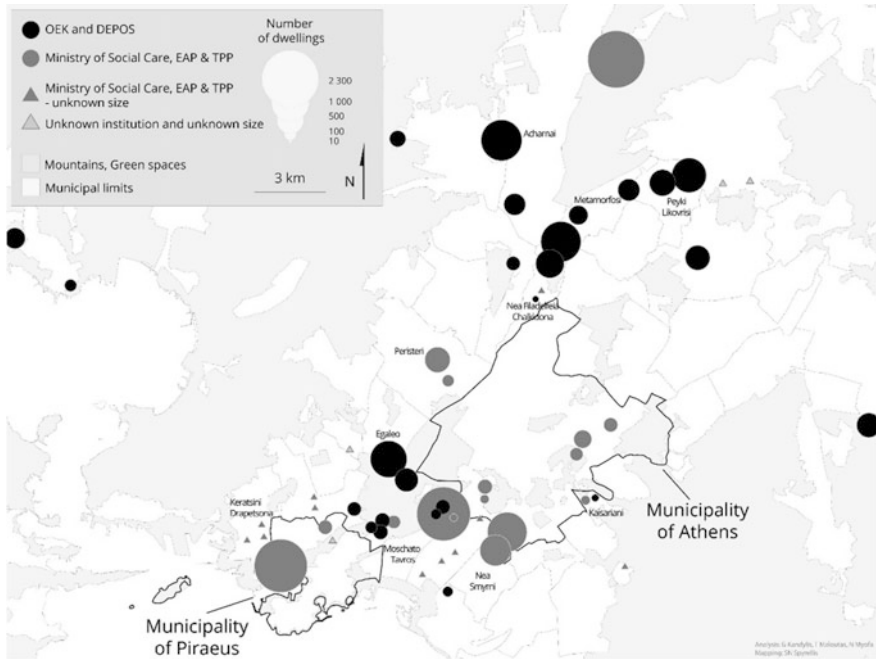 OEK and DEPOS
Ministry of Social Care, EAP & TPP
Ministry of Social Care, EAP & TPP
- unknown size
Unknown institution and unknown size
Mountains, Green spaces
Municipal limits
Number
of dwellings
2 300
1 000
500
100
10
3 km
N
Acharnai
Metamorfosi
Peyki
Likovrisi
Nea Filadelfeia
Chalkidona
Peristeri
Egaleo
Keratsini
Drapetsona
Moschato
Tavros
Nea
Smyrni
Kaisariani
Municipality
of Athens
Municipality
of Piraeus